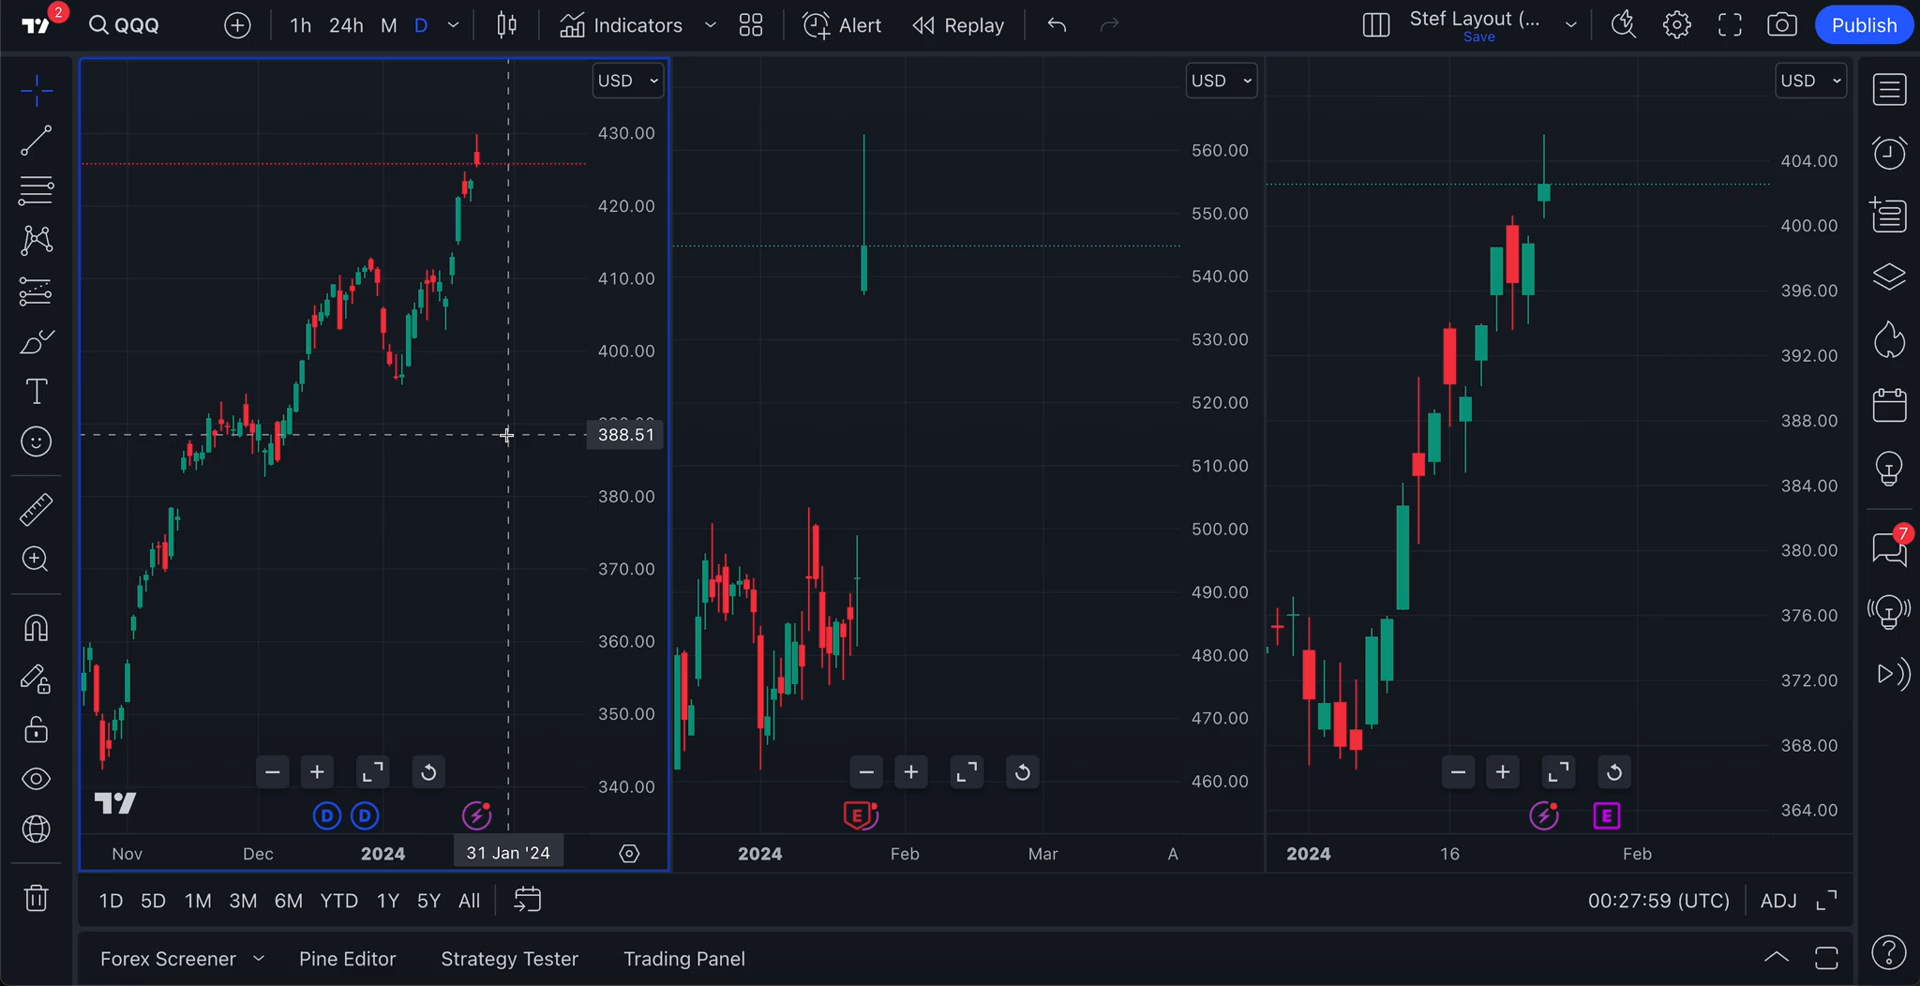 2
QQQ
1h 24h M D
Indicators
Alert
Replay
Stef Layout (...
Save
Publish
USD
430.00
420.00
410.00
400.00
388.51
380.00
370.00
360.00
350.00
340.00
D D
Nov Dec 2024 31 Jan '24
USD
560.00
550.00
540.00
530.00
520.00
510.00
500.00
490.00
480.00
470.00
460.00
E
2024 Feb Mar A
USD
404.00
400.00
396.00
392.00
388.00
384.00
380.00
376.00
372.00
368.00
364.00
E
2024 16 Feb
7
1D 5D 1M 3M 6M YTD 1Y 5Y All
00:27:59 (UTC) ADJ
Forex Screener Pine Editor Strategy Tester Trading Panel